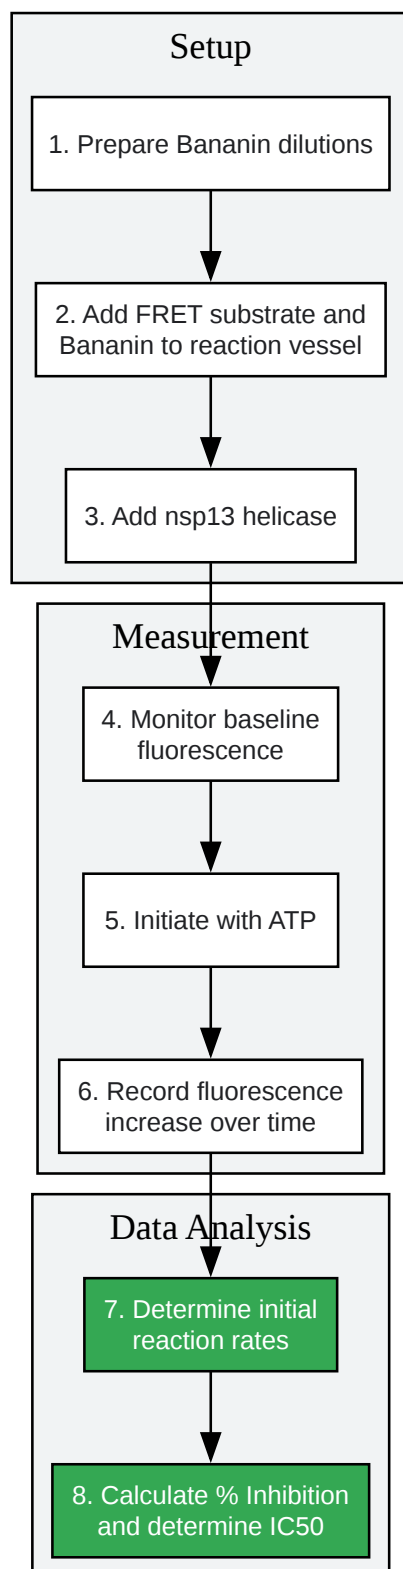 Setup
1. Prepare Bananin dilutions
2. Add FRET substrate and
Bananin to reaction vessel
3. Add nsp13 helicase
Measurement
4. Monitor baseline
fluorescence
5. Initiate with ATP
6. Record fluorescence
increase over time
Data Analysis
7. Determine initial
reaction rates
8. Calculate % Inhibition
and determine IC50